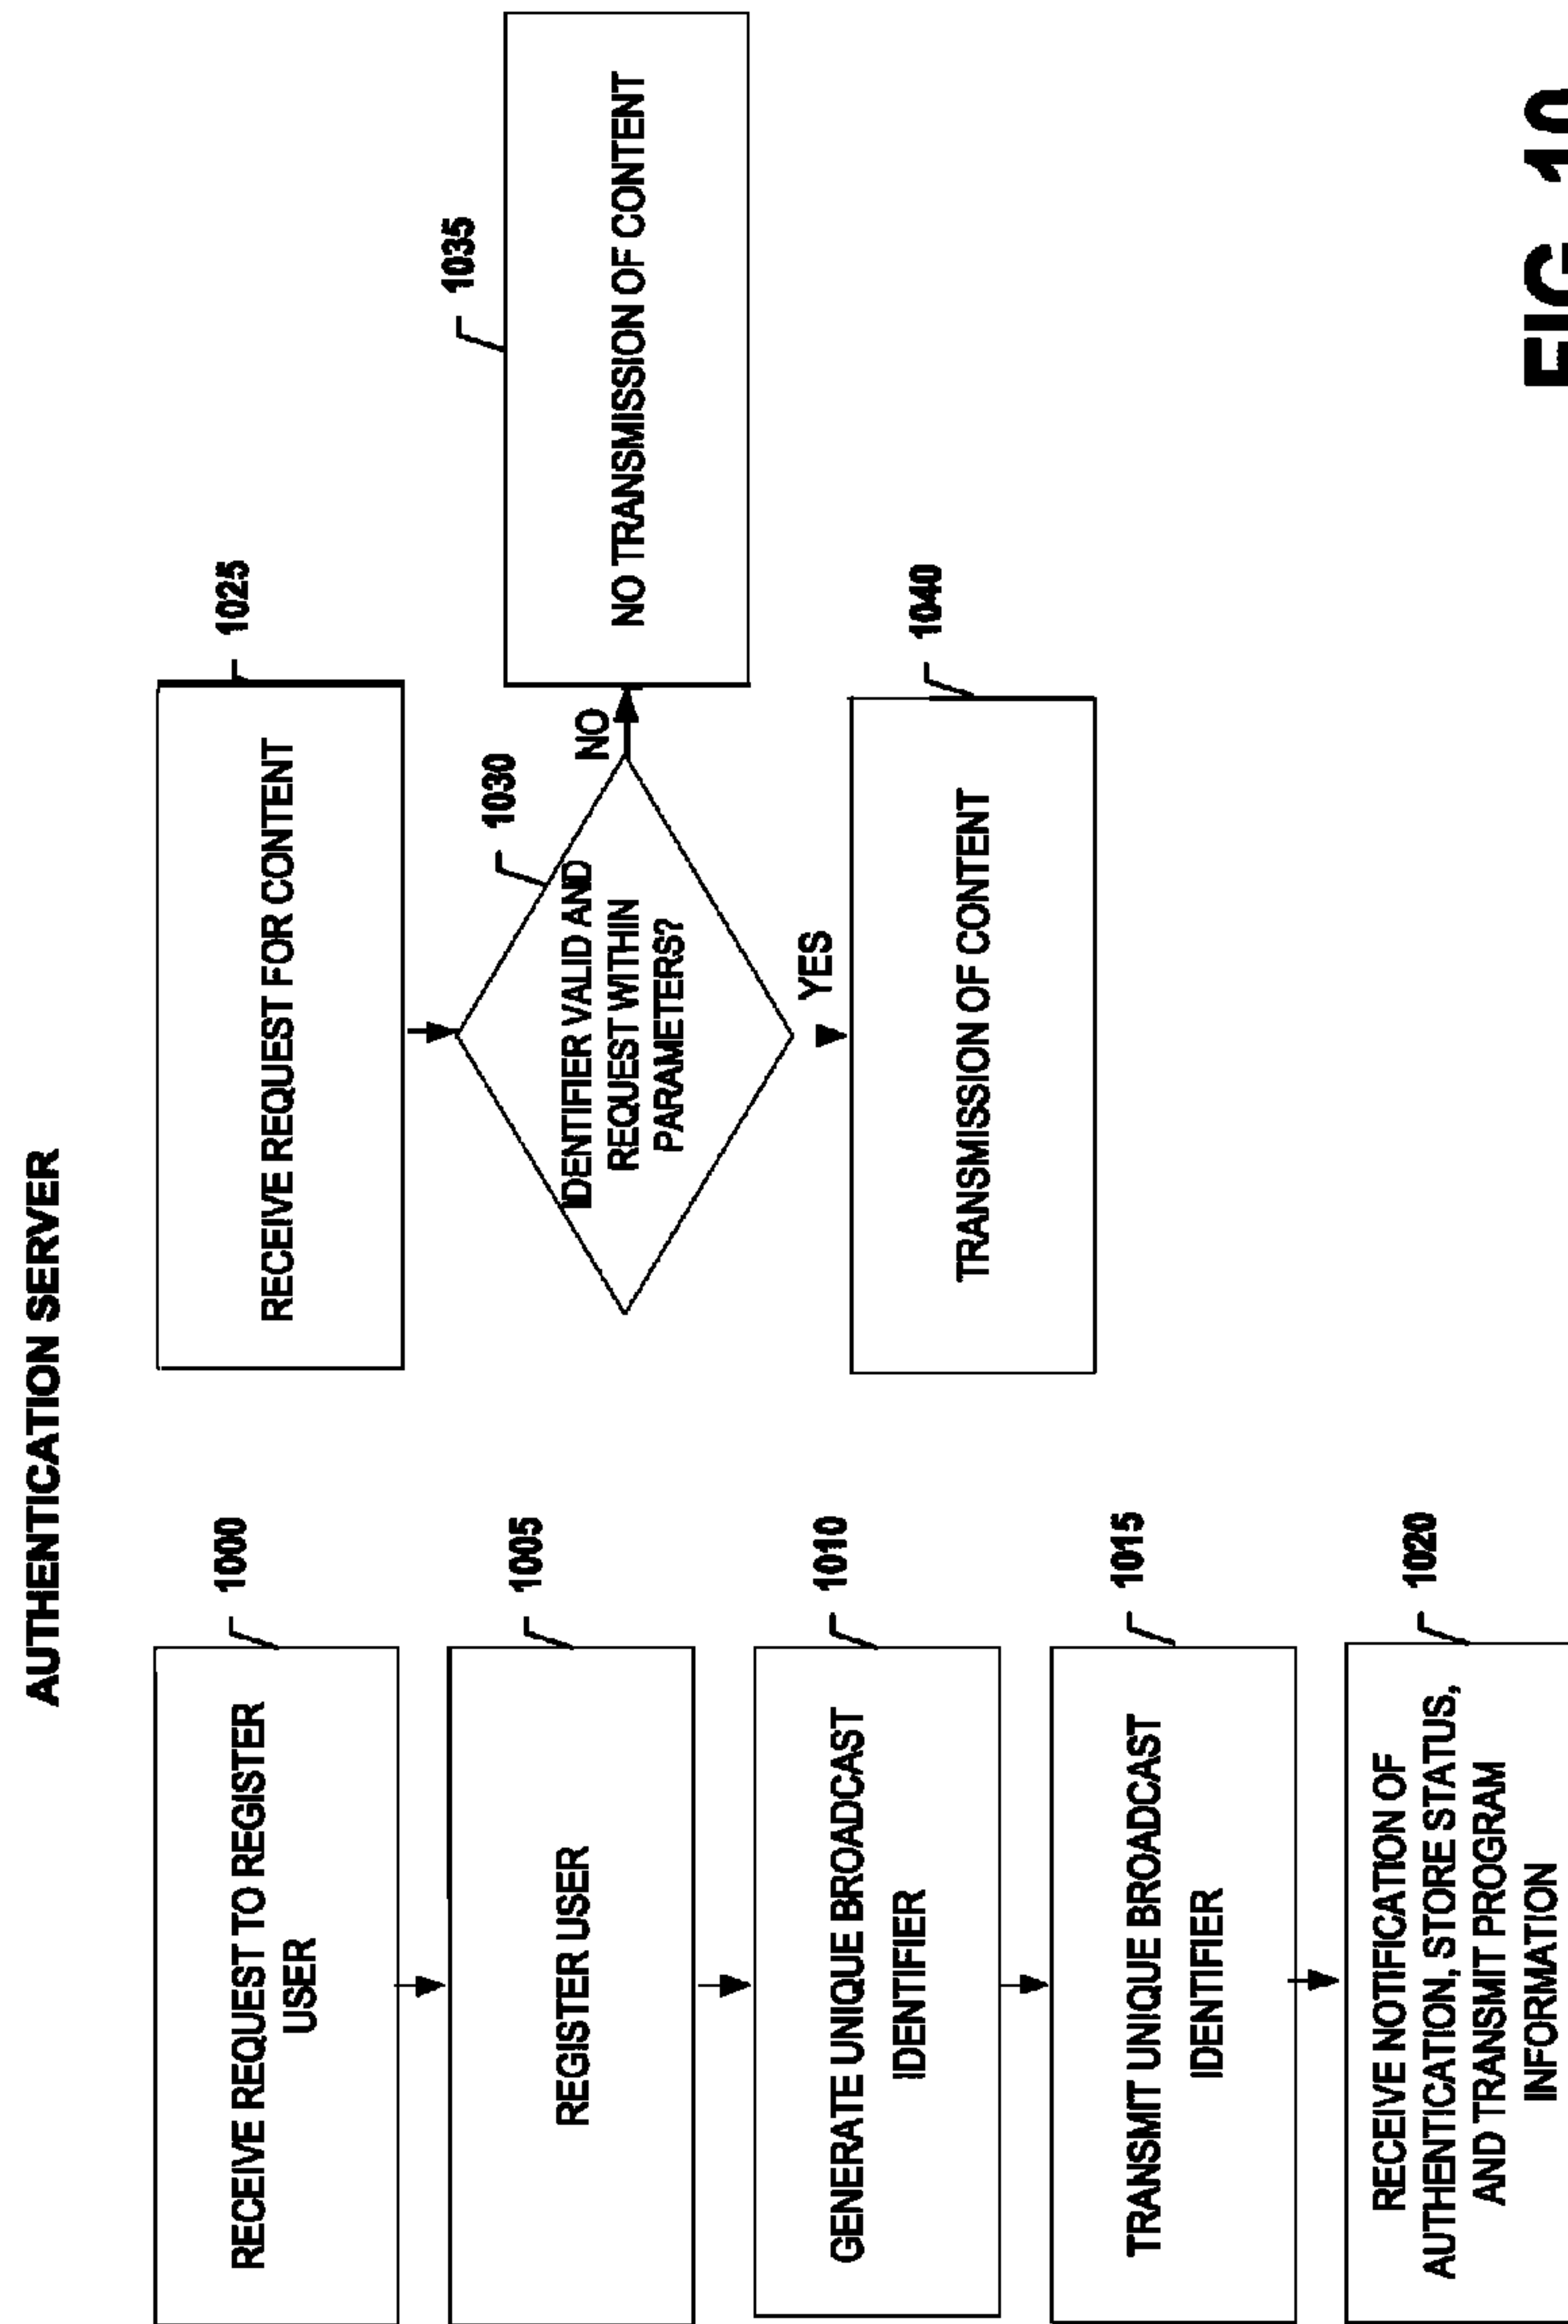 AUTHENTICATION SERVER
1000
RECEIVE REQUEST TO REGISTER
USER
1005
REGISTER USER
1010
GENERATE UNIQUE BROADCAST
IDENTIFIER
1015
TRANSMIT UNIQUE BROADCAST
IDENTIFIER
1020
RECEIVE NOTIFICATION OF
AUTHENTICATION, STORE STATUS,
AND TRANSMIT PROGRAM
INFORMATION
1025
RECEIVE REQUEST FOR CONTENT
1030
IDENTIFIER VALID AND
REQUEST WITHIN
PARAMETERS?
NO
1035
NO TRANSMISSION OF CONTENT
YES
1040
TRANSMISSION OF CONTENT
FIG. 10